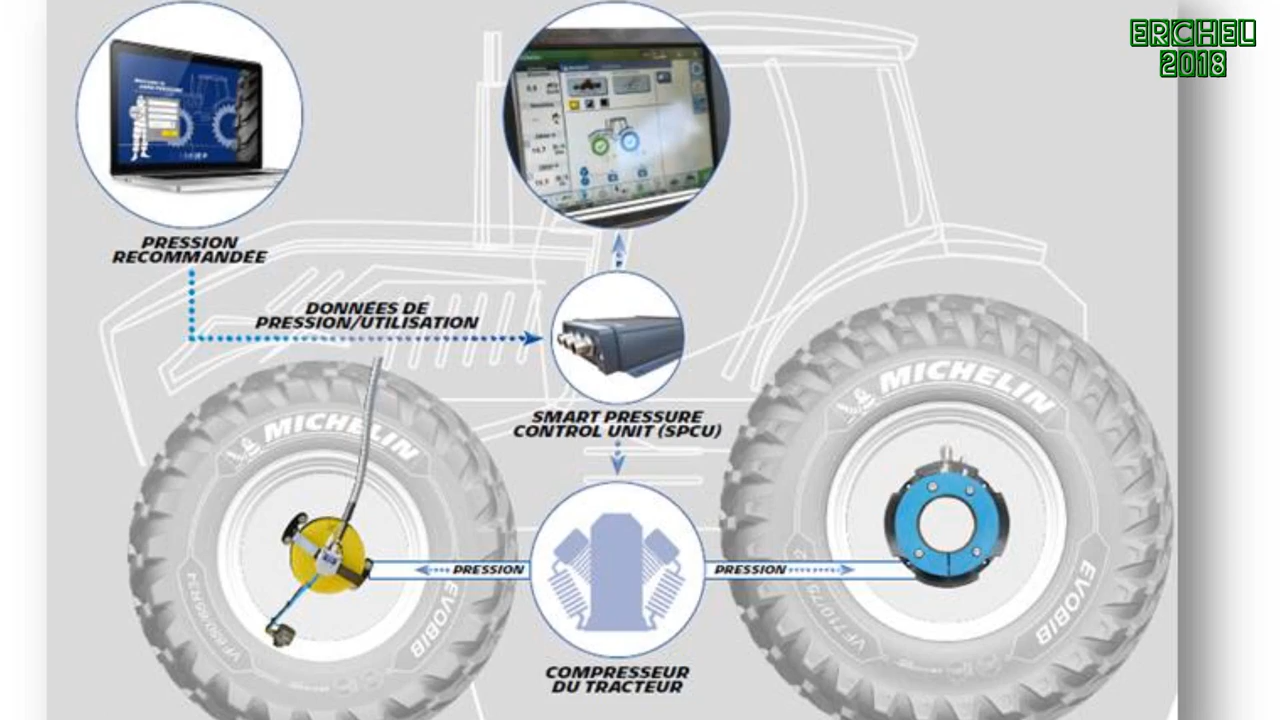 ERCHEL
2018
PRESSION
RECOMMANDÉE
DONNÉES DE
PRESSION/UTILISATION
SMART PRESSURE
CONTROL UNIT (SPCU)
MICHELIN
MICHELIN
PRESSION
PRESSION
EVOBIB
EVOBIB
COMPRESSEUR
DU TRACTEUR